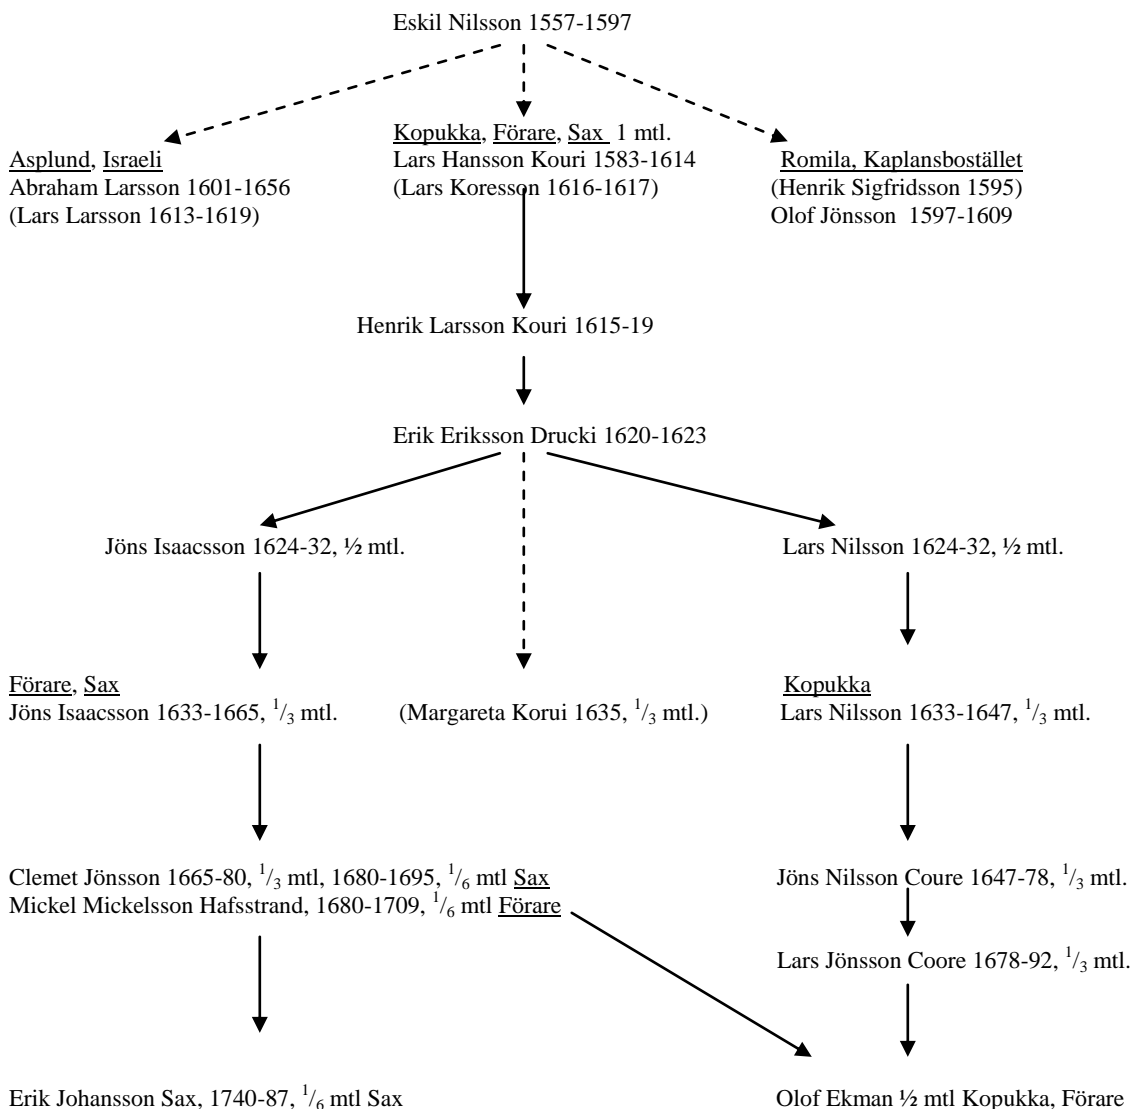 Eskil Nilsson 1557-1597
Asplund, Israeli
Abraham Larsson 1601-1656
(Lars Larsson 1613-1619)
Kopukka, Förare, Sax 1 mtl.
Lars Hansson Kouri 1583-1614
(Lars Koresson 1616-1617)
Romila, Kaplansbostället
(Henrik Sigfridsson 1595)
Olof Jönsson 1597-1609
Henrik Larsson Kouri 1615-19
Erik Eriksson Drucki 1620-1623
Jöns Isaacsson 1624-32, ½ mtl.
Lars Nilsson 1624-32, ½ mtl.
Förare, Sax
Jöns Isaacsson 1633-1665, 1/3 mtl.
(Margareta Korui 1635, 1/3 mtl.)
Kopukka
Lars Nilsson 1633-1647, 1/3 mtl.
Clemet Jönsson 1665-80, 1/3 mtl, 1680-1695, 1/6 mtl Sax
Mickel Mickelsson Hafsstrand, 1680-1709, 1/6 mtl Förare
Jöns Nilsson Coure 1647-78, 1/3 mtl.
Lars Jönsson Coore 1678-92, 1/3 mtl.
Erik Johansson Sax, 1740-87, 1/6 mtl Sax
Olof Ekman ½ mtl Kopukka, Förare